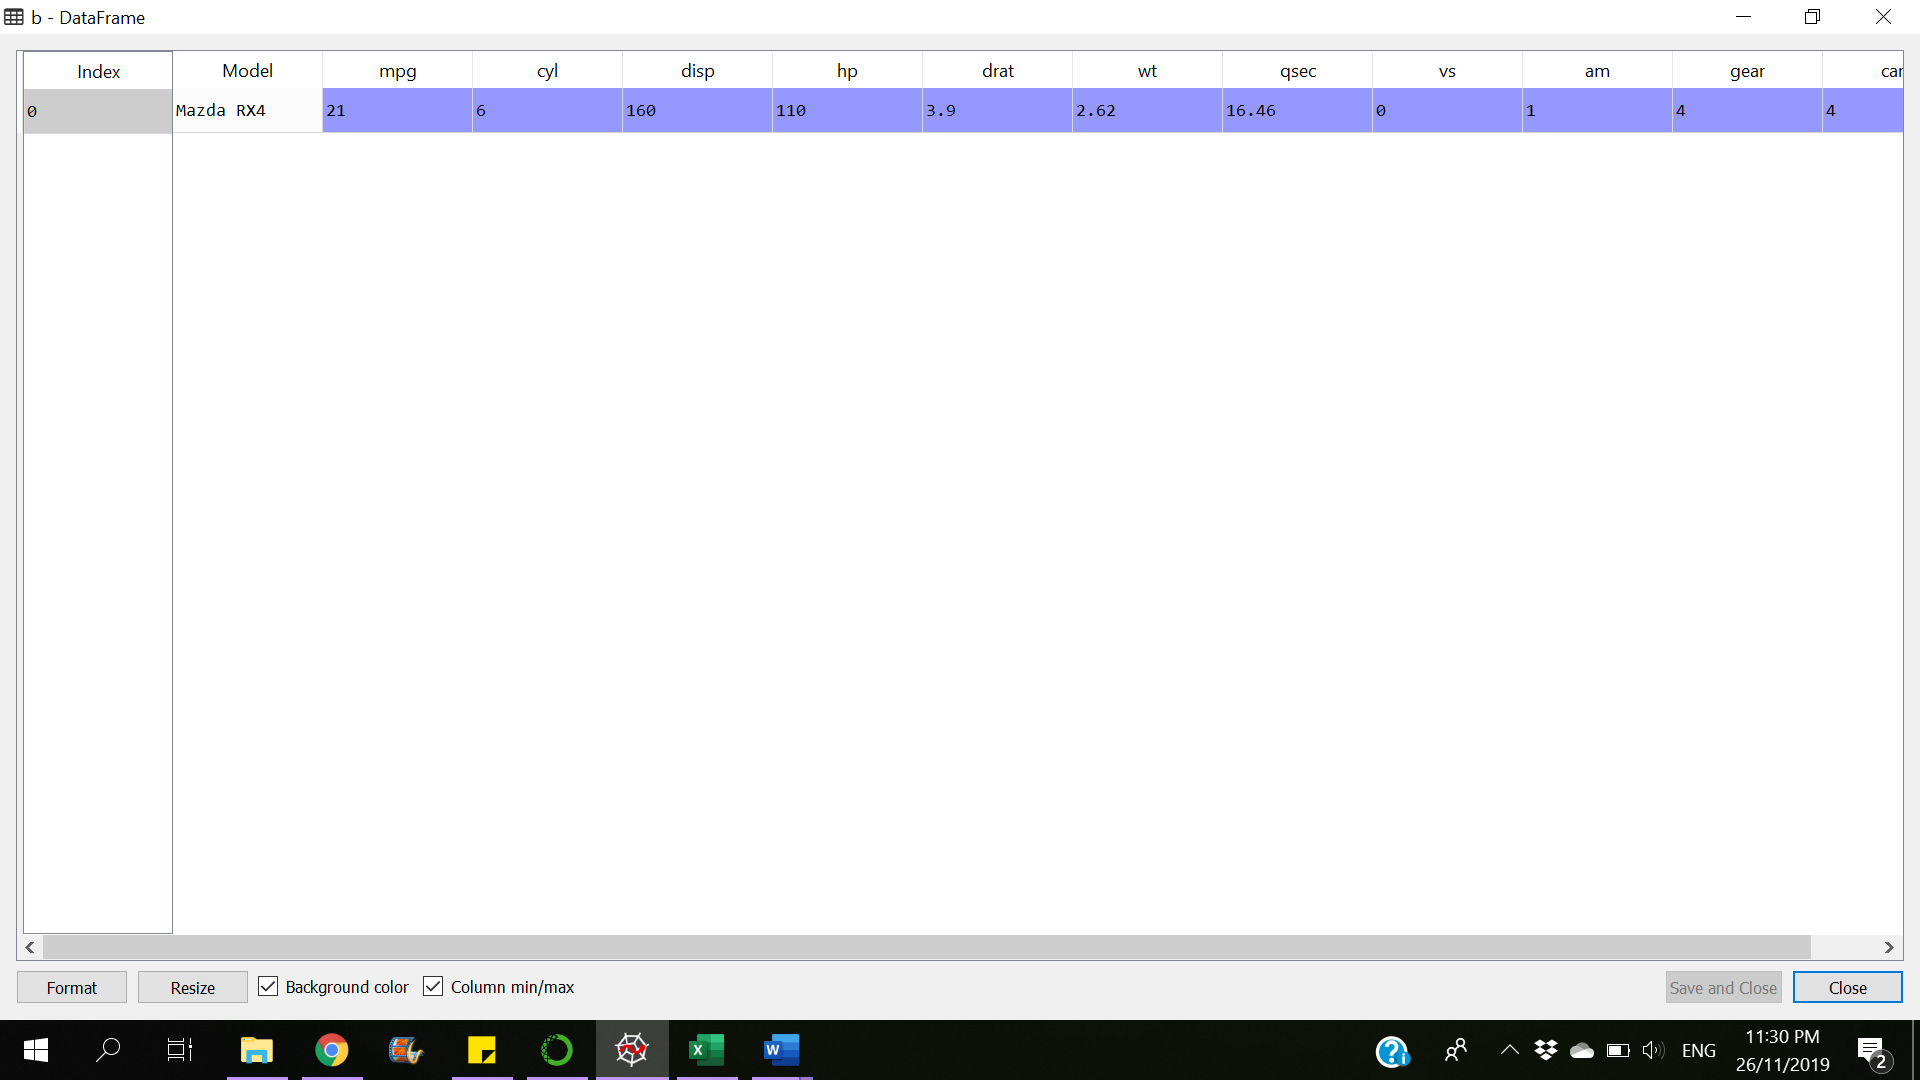 b - DataFrame
Index Model mpg cyl disp hp drat wt qsec vs am gear car
0 Mazda RX4 21 6 160 110 3.9 2.62 16.46 0 1 4 4
Format Resize Background color Column min/max Save and Close Close
11:30 PM
ENG
26/11/2019
2